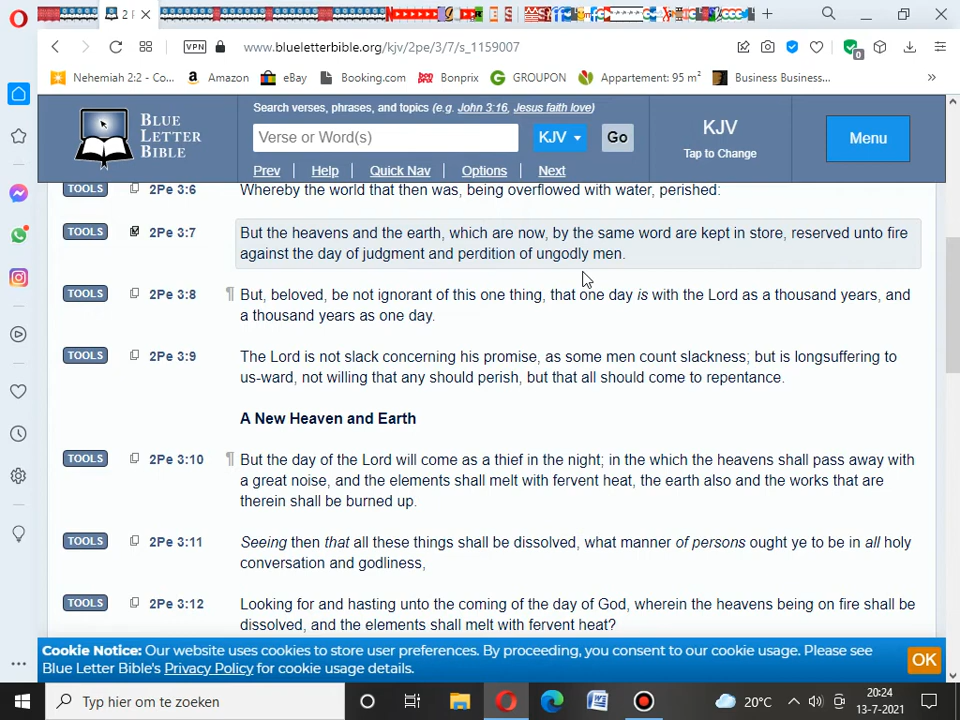 2 F
www.blueletterbible.org/kjv/2pe/3/7/s_1159007
VPN
0
Nehemiah 2:2 - Co...
Amazon
eBay
Booking.com
Bonprix
GROUPON
Appartement: 95 m²
Business Business...
»
BLUE
LETTER
BIBLE
Search verses, phrases, and topics (e.g. John 3:16, Jesus faith love)
Verse or Word(s)
KJV
Go
Prev
Help
Quick Nav
Options
Next
KJV
Tap to Change
Menu
TOOLS 2Pe 3:6 Whereby the world that then was, being overflowed with water, perished:
TOOLS 2Pe 3:7 But the heavens and the earth, which are now, by the same word are kept in store, reserved unto fire
against the day of judgment and perdition of ungodly men.
TOOLS 2Pe 3:8 ¶ But, beloved, be not ignorant of this one thing, that one day is with the Lord as a thousand years, and
a thousand years as one day.
TOOLS 2Pe 3:9 The Lord is not slack concerning his promise, as some men count slackness; but is longsuffering to
us-ward, not willing that any should perish, but that all should come to repentance.
A New Heaven and Earth
TOOLS 2Pe 3:10 ¶ But the day of the Lord will come as a thief in the night; in the which the heavens shall pass away with
a great noise, and the elements shall melt with fervent heat, the earth also and the works that are
therein shall be burned up.
TOOLS 2Pe 3:11 Seeing then that all these things shall be dissolved, what manner of persons ought ye to be in all holy
conversation and godliness,
TOOLS 2Pe 3:12 Looking for and hasting unto the coming of the day of God, wherein the heavens being on fire shall be
dissolved, and the elements shall melt with fervent heat?
Cookie Notice: Our website uses cookies to store user preferences. By proceeding, you consent to our cookie usage. Please see
Blue Letter Bible's Privacy Policy for cookie usage details.
OK
Typ hier om te zoeken
20°C
20:24
13-7-2021